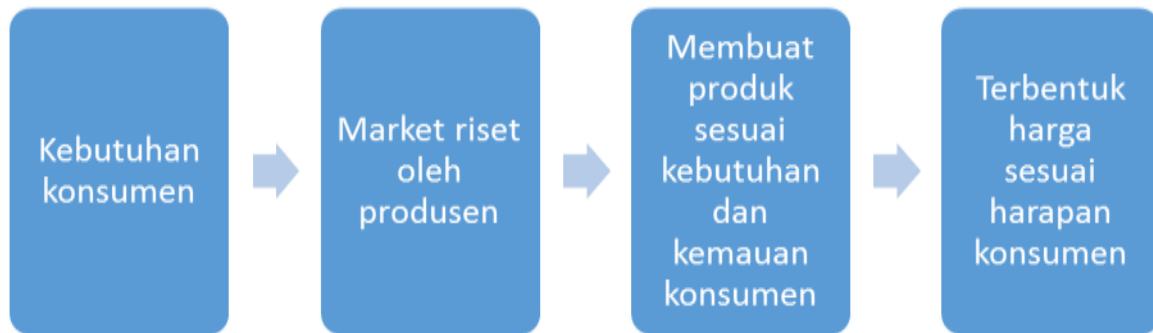 Kebutuhan
konsumen
Market riset
oleh
produsen
Membuat
produk
sesuai
kebutuhan
dan
kemauan
konsumen
Terbentuk
harga
sesuai
harapan
konsumen